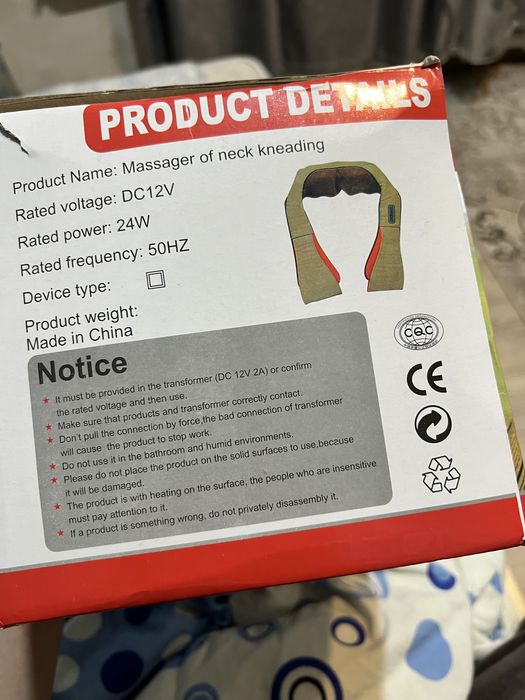 PRODUCT DETAILS
Product Name: Massager of neck kneading
Rated voltage: DC12V
Rated power: 24W
Rated frequency: 50HZ
Device type:
Product weight:
Made in China
Notice
★ It must be provided in the transformer (DC 12V 2A) or confirm
the rated voltage and then use.
★ Make sure that products and transformer correctly contact.
★ Don't pull the connection by force,the bad connection of transformer
will cause the product to stop work.
★ Do not use it in the bathroom and humid environments.
★ Please do not place the product on the solid surfaces to use,beczuse
it will be damaged.
★ The product is with heating on the surface, the people who are insensitive
must pay attention to it.
★ If a product is something wrong, do not privately disassembly it.
CQC
CE